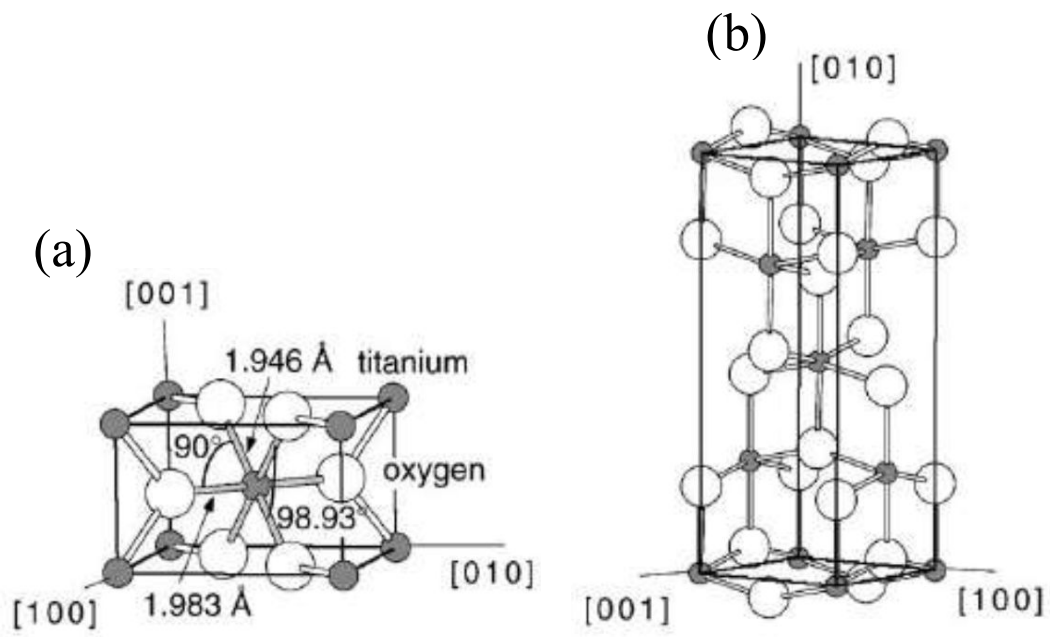 (a)
[001]
1.946 Å
titanium
90°
oxygen
98.93°
[010]
[100]
1.983 Å
(b)
[010]
[001]
[100]